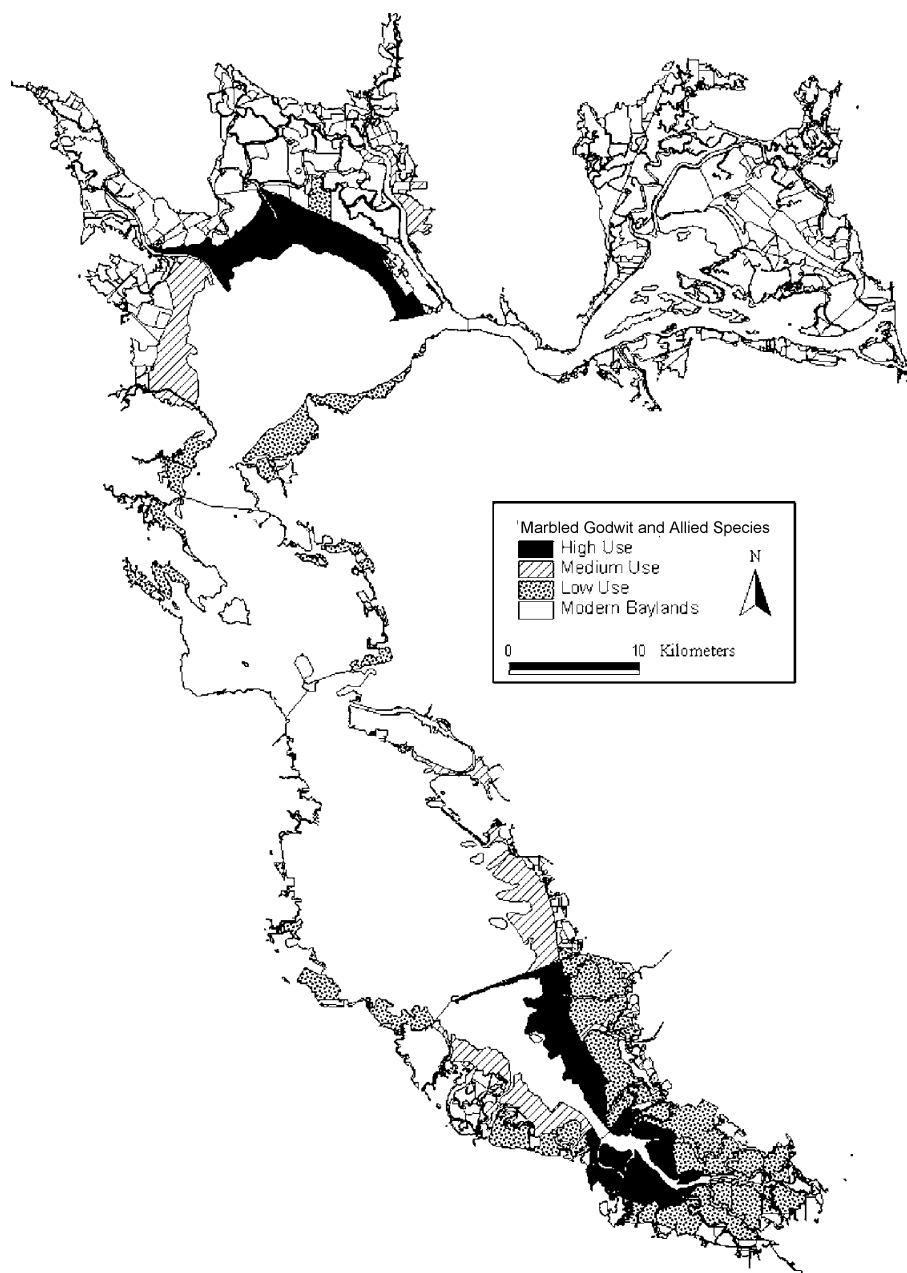 'Marbled Godwit and Allied Species
High Use
Medium Use
Low Use
Modern Baylands
N
0 10 Kilometers